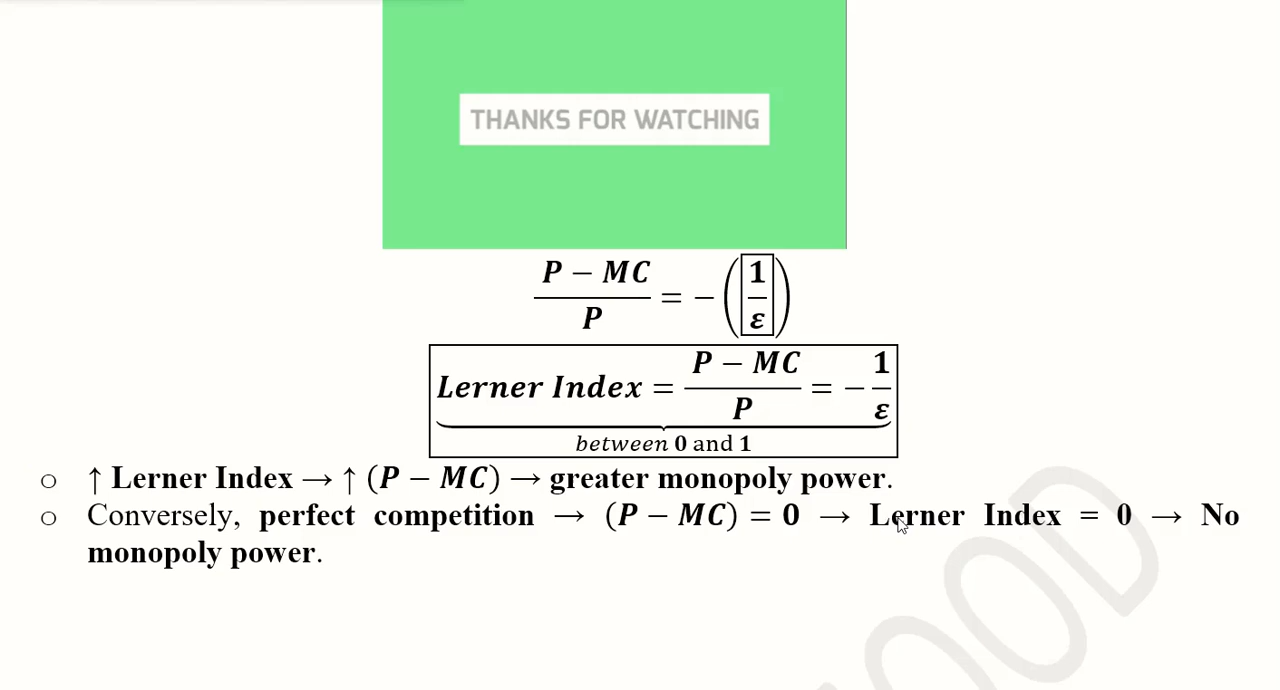 THANKS FOR WATCHING
(P − MC)/P = −(1/ε)
Lerner Index = (P − MC)/P = −1/ε
between 0 and 1
○ ↑ Lerner Index → ↑ (P − MC) → greater monopoly power.
○ Conversely, perfect competition → (P − MC) = 0 → Lerner Index = 0 → No
monopoly power.